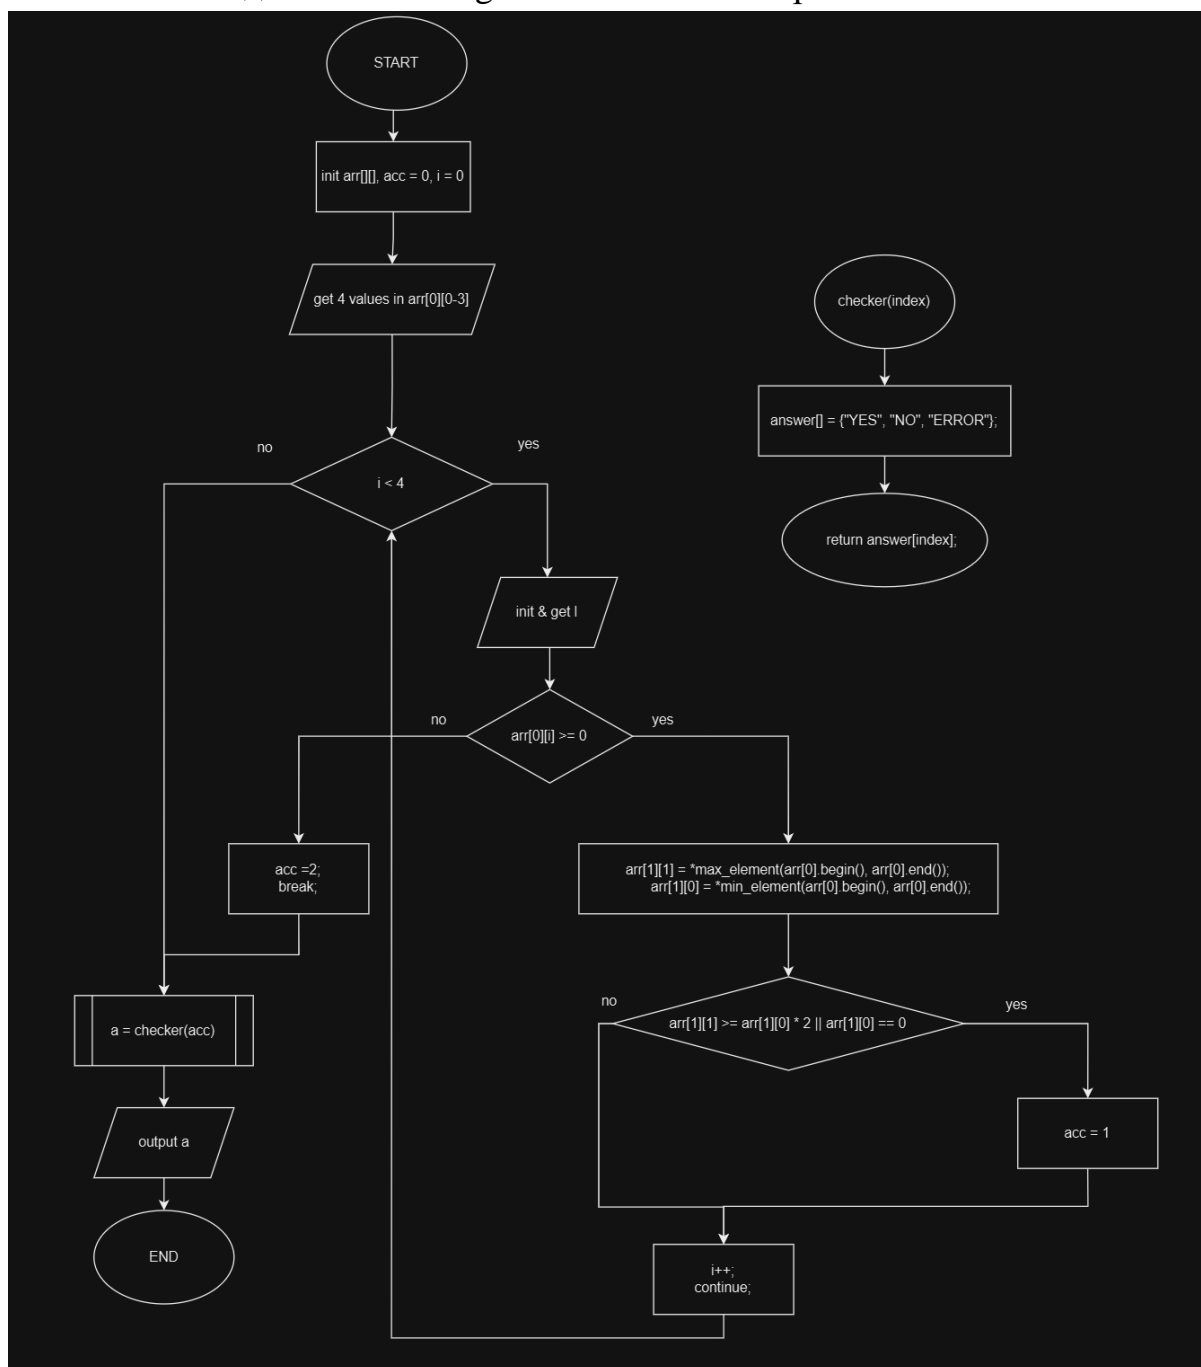 START
init arr[][], acc = 0, i = 0
get 4 values in arr[0][0-3]
checker(index)
answer[] = {"YES", "NO", "ERROR"};
no
yes
i < 4
return answer[index];
init & get l
no
yes
arr[0][i] >= 0
acc =2;
break;
arr[1][1] = *max_element(arr[0].begin(), arr[0].end());
arr[1][0] = *min_element(arr[0].begin(), arr[0].end());
no
yes
a = checker(acc)
arr[1][1] >= arr[1][0] * 2 || arr[1][0] == 0
output a
acc = 1
END
i++;
continue;